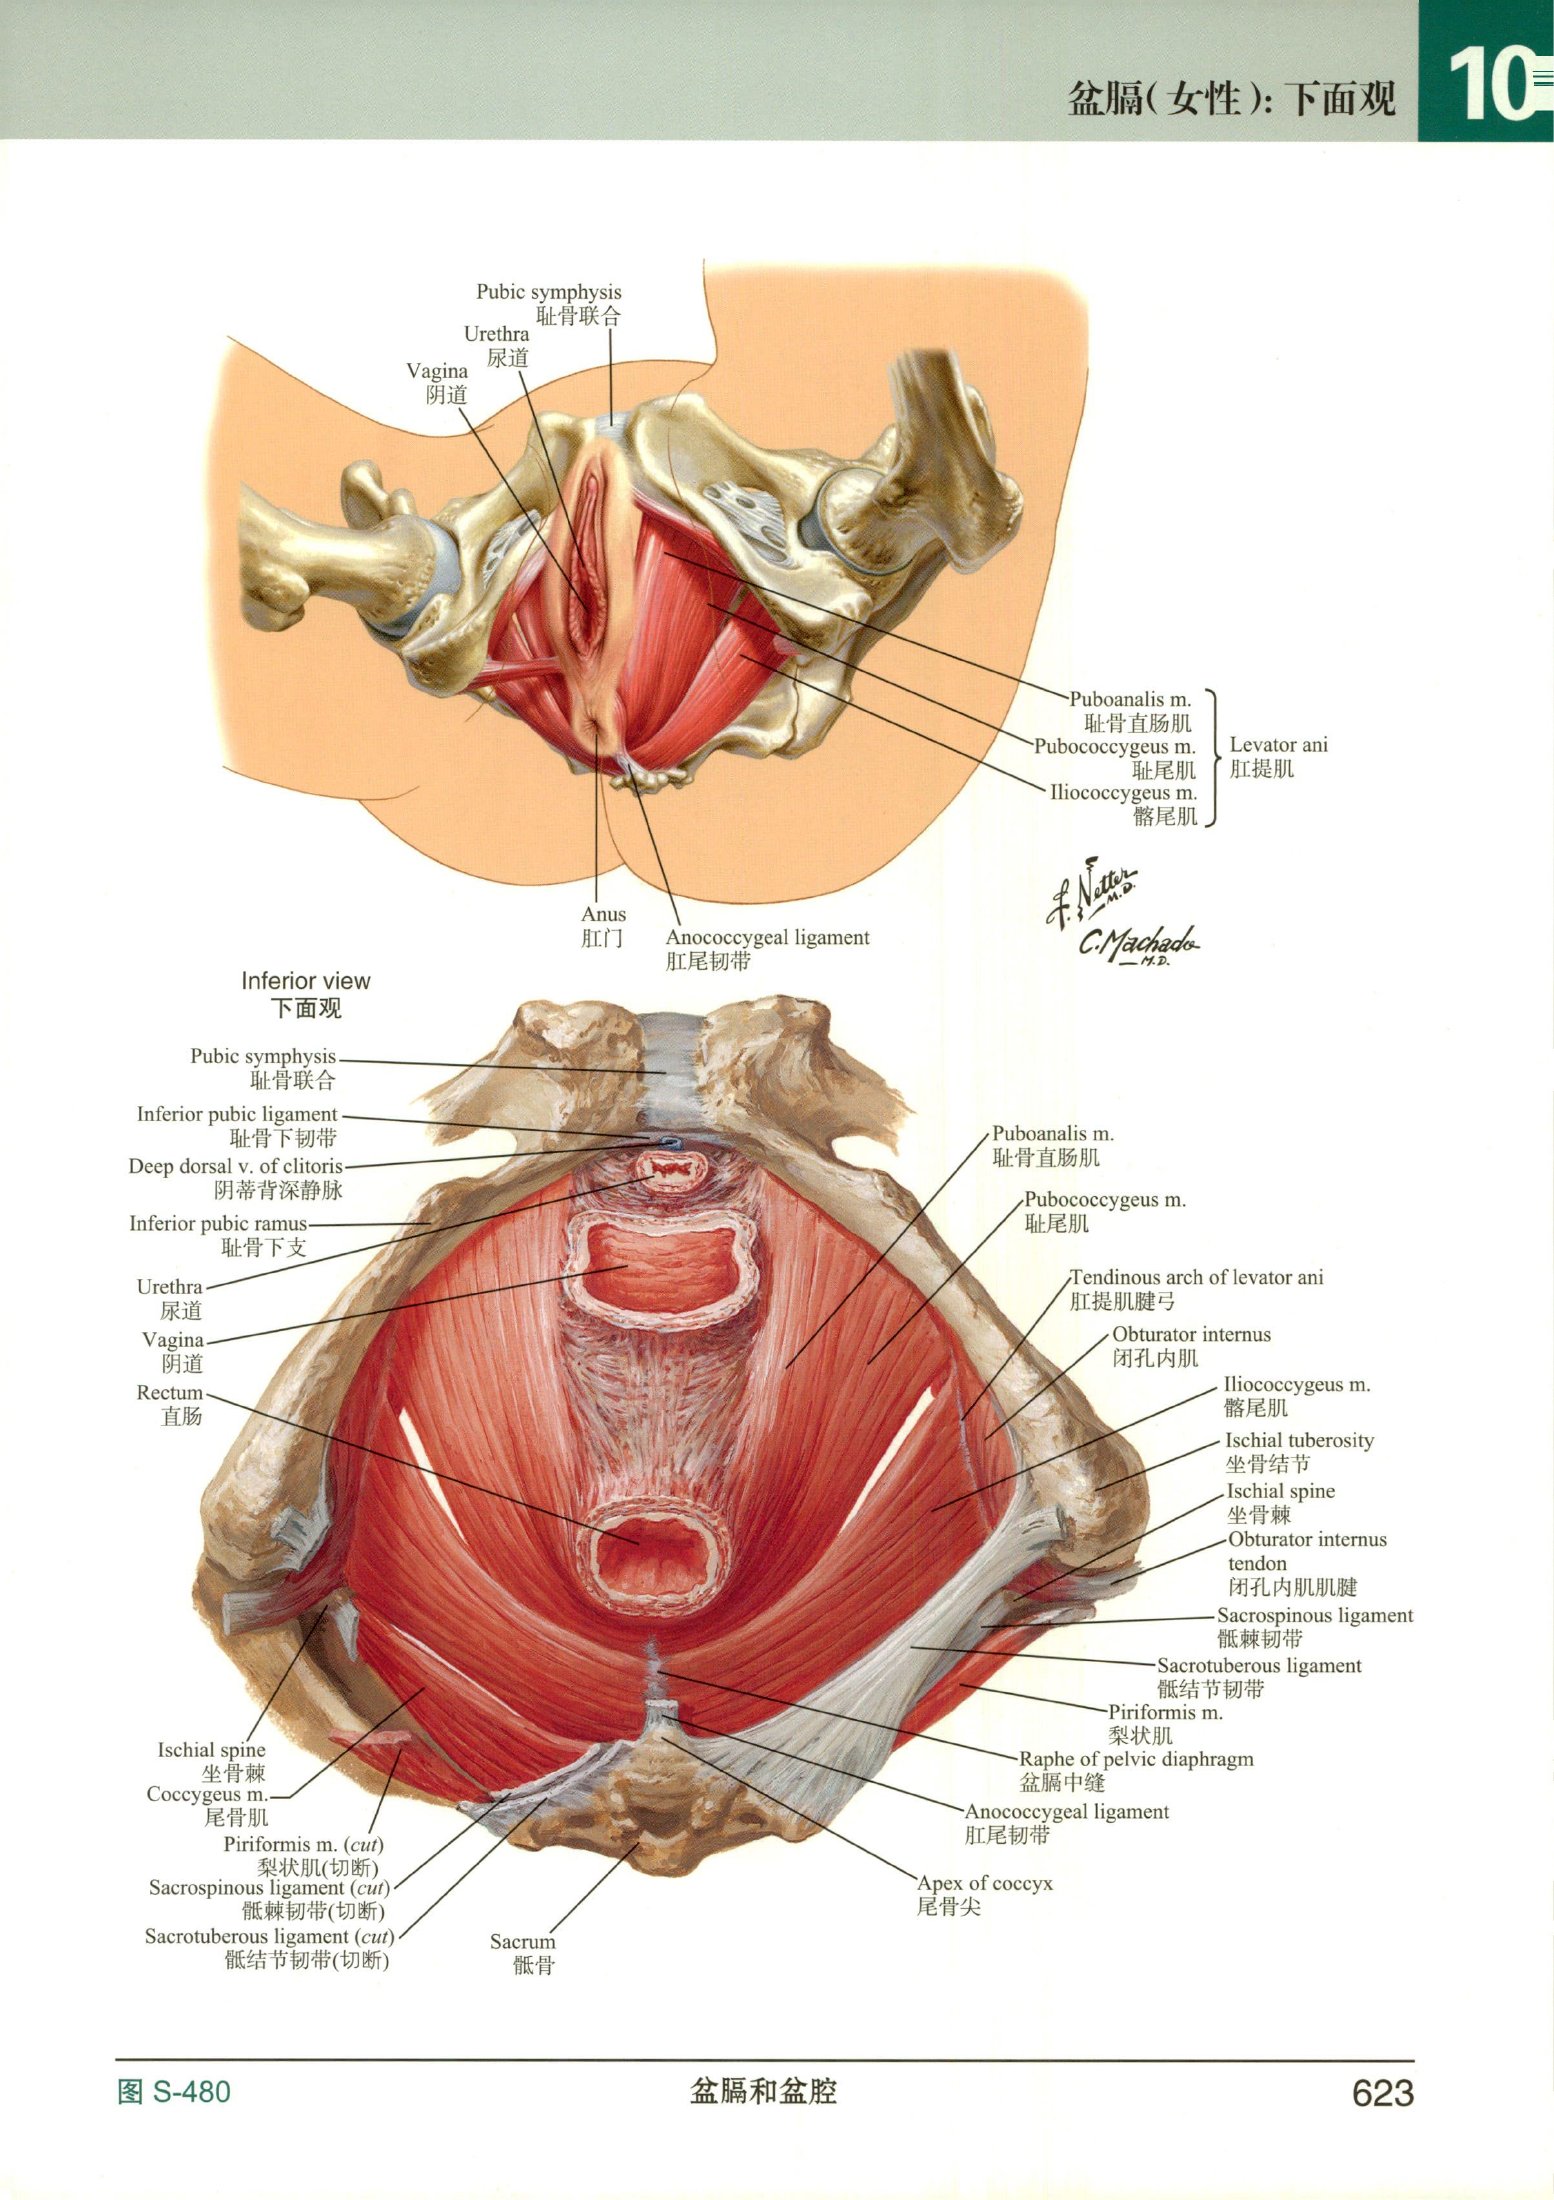 盆膈(女性):下面观
10
Pubic symphysis
耻骨联合
Urethra
尿道
Vagina
阴道
Puboanalis m.
耻骨直肠肌
Pubococcygeus m.
耻尾肌
Iliococcygeus m.
髂尾肌
Levator ani
肛提肌
F. Netter
M.D.
C. Machado
M.D.
Anus
肛门
Anococcygeal ligament
肛尾韧带
Inferior view
下面观
Pubic symphysis
耻骨联合
Inferior pubic ligament
耻骨下韧带
Deep dorsal v. of clitoris
阴蒂背深静脉
Inferior pubic ramus
耻骨下支
Urethra
尿道
Vagina
阴道
Rectum
直肠
Puboanalis m.
耻骨直肠肌
Pubococcygeus m.
耻尾肌
Tendinous arch of levator ani
肛提肌腱弓
Obturator internus
闭孔内肌
Iliococcygeus m.
髂尾肌
Ischial tuberosity
坐骨结节
Ischial spine
坐骨棘
Obturator internus
tendon
闭孔内肌肌腱
Sacrospinous ligament
骶棘韧带
Sacrotuberous ligament
骶结节韧带
Piriformis m.
梨状肌
Raphe of pelvic diaphragm
盆膈中缝
Anococcygeal ligament
肛尾韧带
Apex of coccyx
尾骨尖
Ischial spine
坐骨棘
Coccygeus m.
尾骨肌
Piriformis m. (cut)
梨状肌(切断)
Sacrospinous ligament (cut)
骶棘韧带(切断)
Sacrotuberous ligament (cut)
骶结节韧带(切断)
Sacrum
骶骨
图 S-480
盆膈和盆腔
623